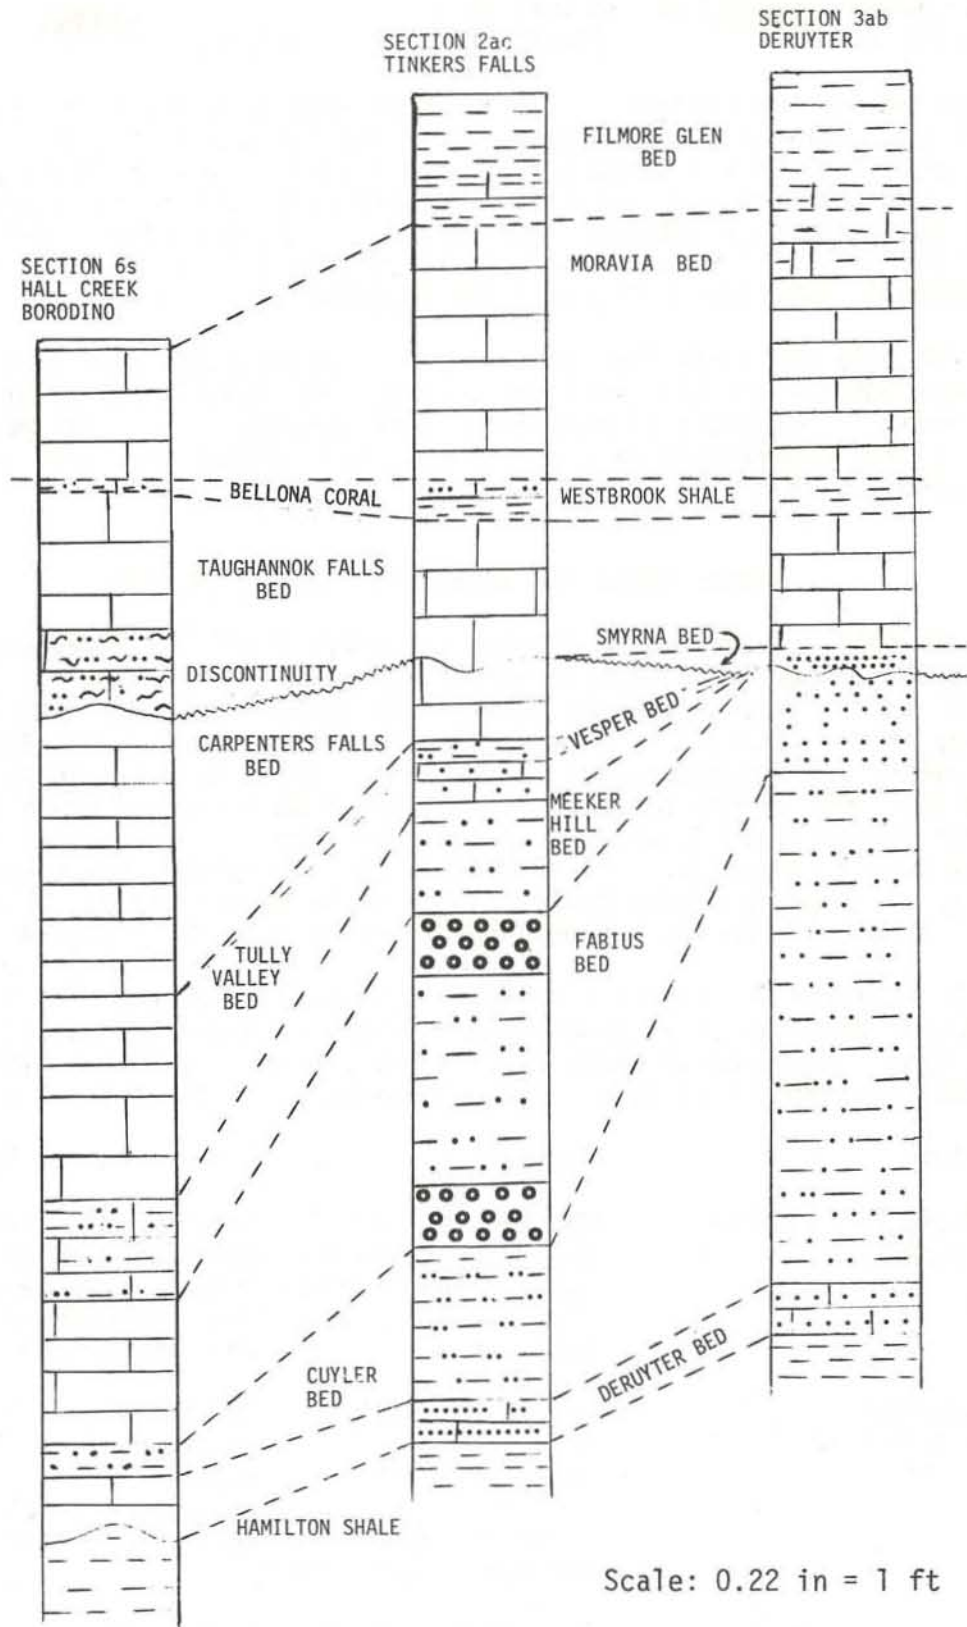 SECTION 3ab
DERUYTER
SECTION 2ac
TINKERS FALLS
FILMORE GLEN
BED
MORAVIA BED
SECTION 6s
HALL CREEK
BORODINO
BELLONA CORAL
WESTBROOK SHALE
TAUGHANNOK FALLS
BED
SMYRNA BED
DISCONTINUITY
VESPER BED
CARPENTERS FALLS
BED
MEEKER
HILL
BED
TULLY
VALLEY
BED
FABIUS
BED
CUYLER
BED
DERUYTER BED
HAMILTON SHALE
Scale: 0.22 in = 1 ft